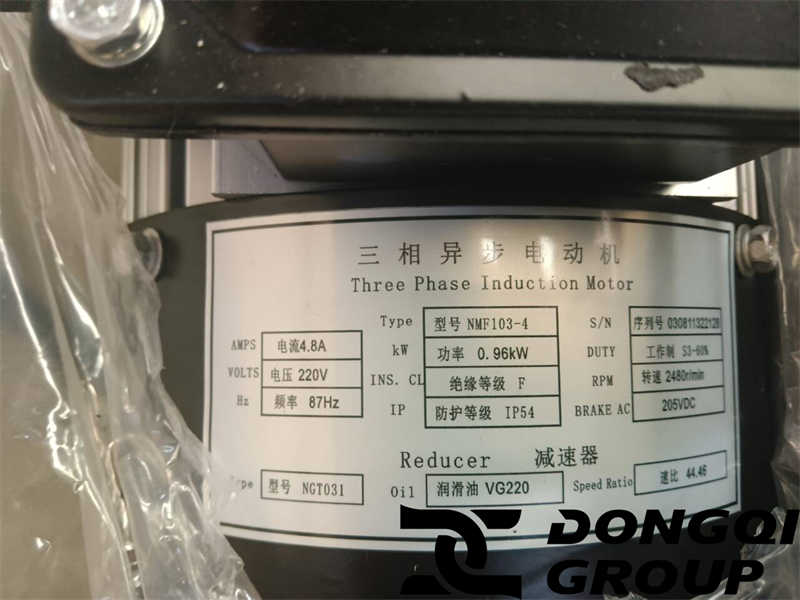 三相异步电动机
Three Phase Induction Motor
Type 型号 NMF103-4 S/N 序列号 030811322128
AMPS 电流4.8A kW 功率 0.96kW DUTY 工作制 S3-60%
VOLTS 电压 220V INS. CL 绝缘等级 F RPM 转速 2480r/min
Hz 频率 87Hz IP 防护等级 IP54 BRAKE AC 205VDC
Reducer 减速器
Type 型号 NGT031 Oil 润滑油 VG220 Speed Ratio 速比 44.46
DONGQI
GROUP